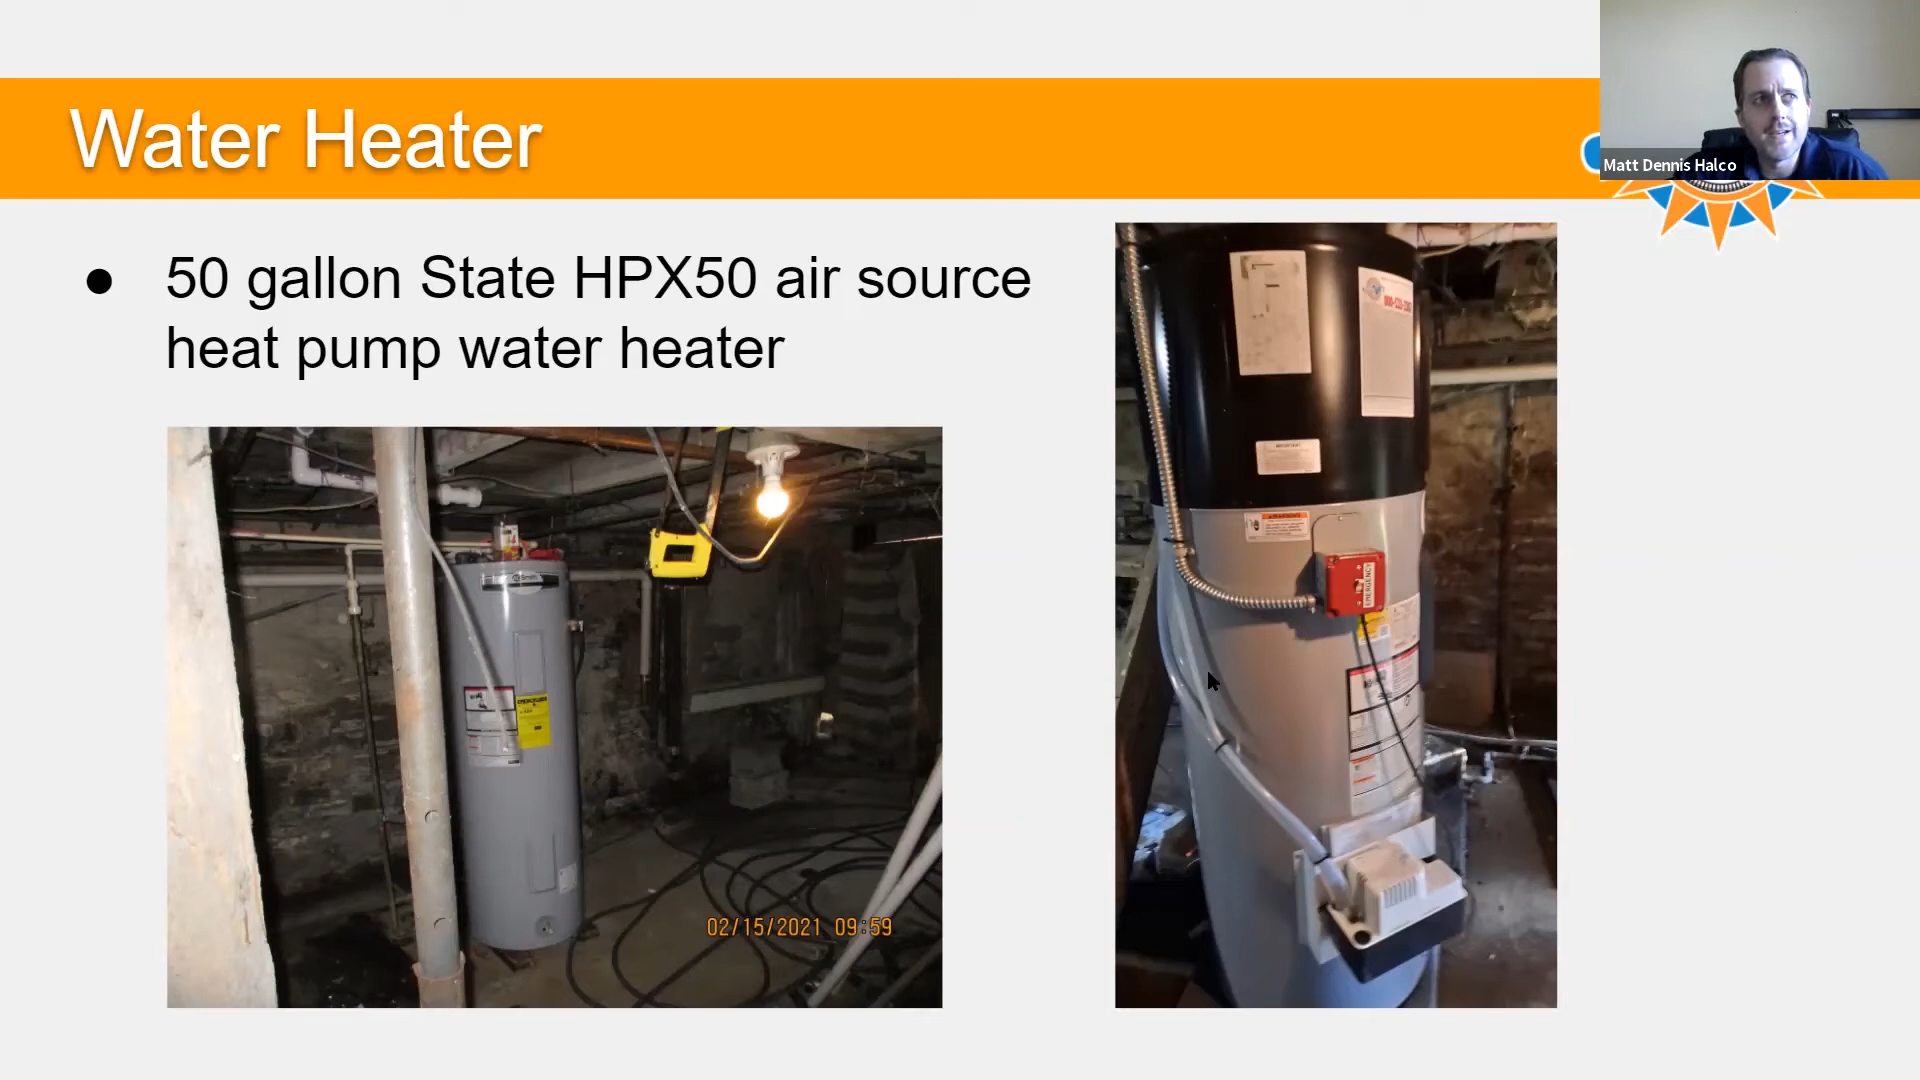 Water Heater
Matt Dennis Halco
● 50 gallon State HPX50 air source
heat pump water heater
EMERGENCY
02/15/2021 09:59